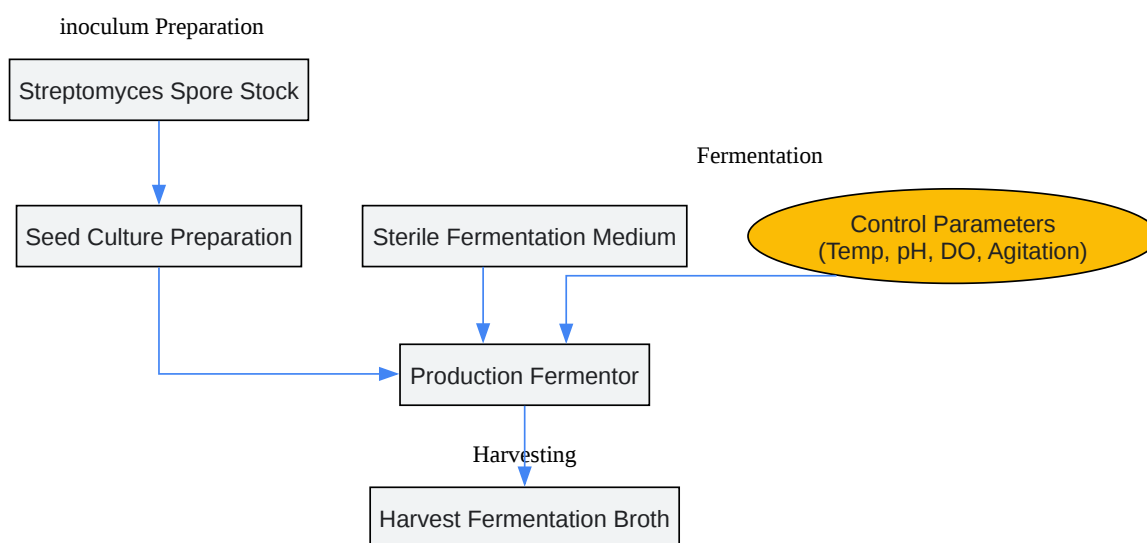 inoculum Preparation
Streptomyces Spore Stock
Fermentation
Seed Culture Preparation
Sterile Fermentation Medium
Control Parameters
(Temp, pH, DO, Agitation)
Production Fermentor
Harvesting
Harvest Fermentation Broth